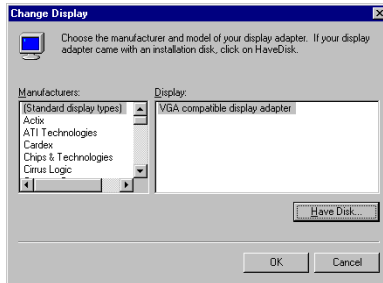 Change Display
Choose the manufacturer and model of your display adapter. If your display
adapter came with an installation disk, click on HaveDisk.
Manufacturers:
(Standard display types)
Actix
ATI Technologies
Cardex
Chips & Technologies
Cirrus Logic
Display:
VGA compatible display adapter
Have Disk...
OK
Cancel